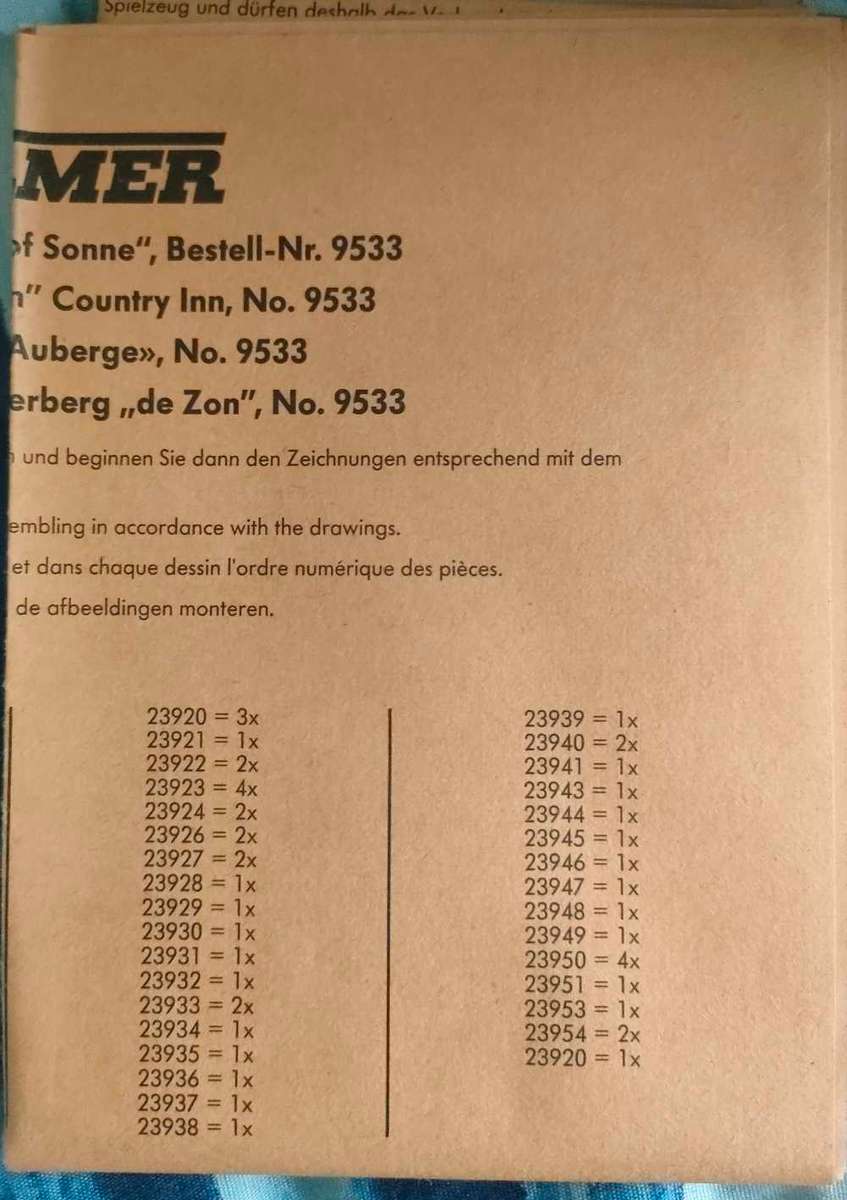 Spielzeug und dürfen deshalb
MER
of Sonne“, Bestell-Nr. 9533
n” Country Inn, No. 9533
Auberge», No. 9533
erberg „de Zon”, No. 9533
und beginnen Sie dann den Zeichnungen entsprechend mit dem
embling in accordance with the drawings.
et dans chaque dessin l'ordre numérique des pièces.
de afbeeldingen monteren.
23920 = 3x
23921 = 1x
23922 = 2x
23923 = 4x
23924 = 2x
23926 = 2x
23927 = 2x
23928 = 1x
23929 = 1x
23930 = 1x
23931 = 1x
23932 = 1x
23933 = 2x
23934 = 1x
23935 = 1x
23936 = 1x
23937 = 1x
23938 = 1x
23939 = 1x
23940 = 2x
23941 = 1x
23943 = 1x
23944 = 1x
23945 = 1x
23946 = 1x
23947 = 1x
23948 = 1x
23949 = 1x
23950 = 4x
23951 = 1x
23953 = 1x
23954 = 2x
23920 = 1x